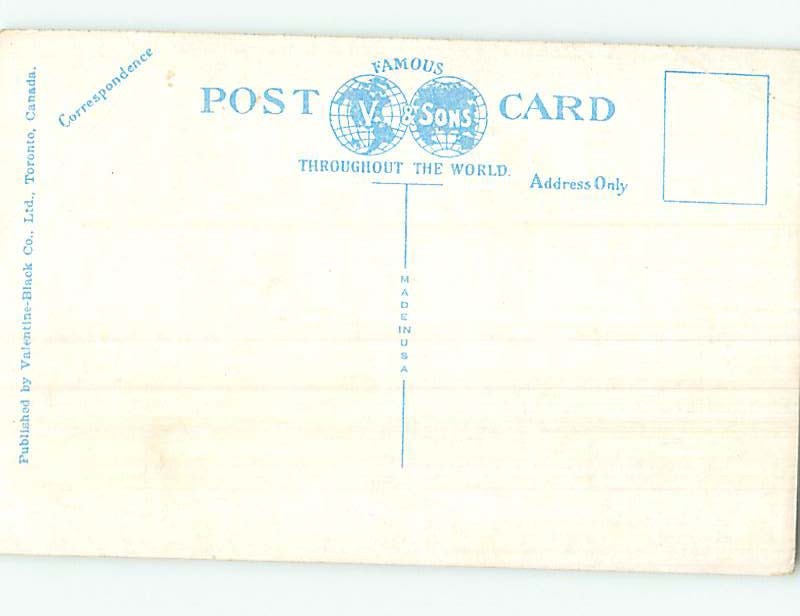 FAMOUS
POST CARD
V. & SONS
THROUGHOUT THE WORLD.
Correspondence
Address Only
MADE IN USA
Published by Valentine-Black Co., Ltd., Toronto, Canada.